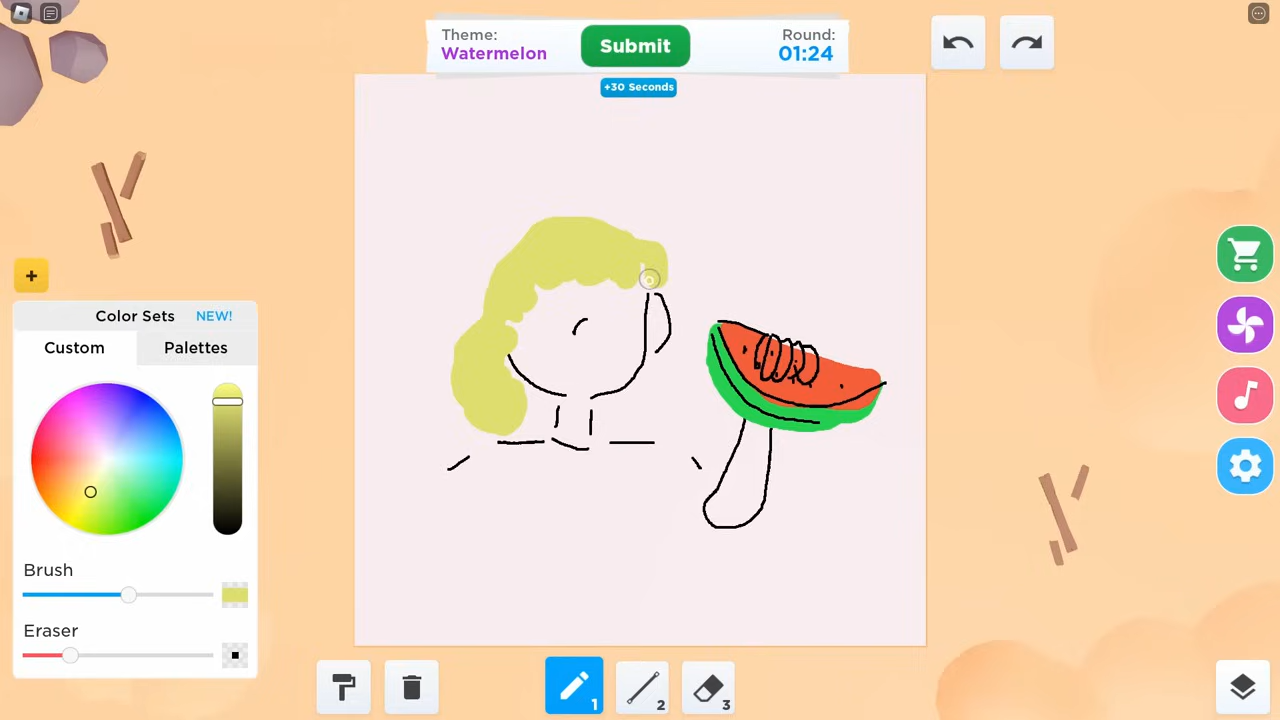 Theme:
Watermelon
Submit
Round:
01:24
+30 Seconds
+
Color Sets NEW!
Custom Palettes
Brush
Eraser
1
2
3